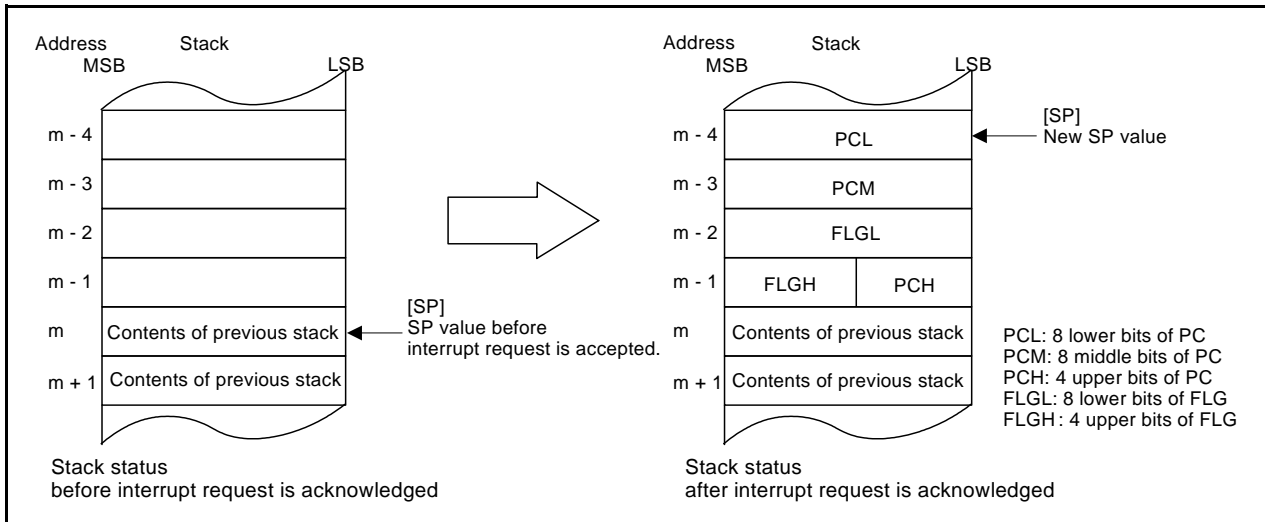 Address Stack
MSB LSB
m - 4
m - 3
m - 2
m - 1
m Contents of previous stack
m + 1 Contents of previous stack
[SP]
SP value before
interrupt request is accepted.
Stack status
before interrupt request is acknowledged
Address Stack
MSB LSB
m - 4 PCL
m - 3 PCM
m - 2 FLGL
m - 1 FLGH PCH
m Contents of previous stack
m + 1 Contents of previous stack
[SP]
New SP value
PCL: 8 lower bits of PC
PCM: 8 middle bits of PC
PCH: 4 upper bits of PC
FLGL: 8 lower bits of FLG
FLGH : 4 upper bits of FLG
Stack status
after interrupt request is acknowledged